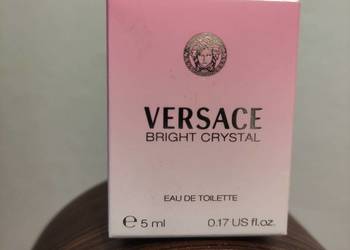 VERSACE
BRIGHT CRYSTAL
EAU DE TOILETTE
℮ 5 ml 0.17 US fl.oz.